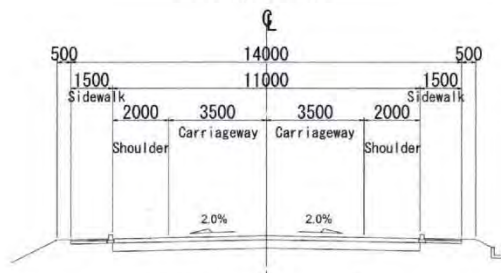 ℄
500 14000 500
1500 11000 1500
Sidewalk Sidewalk
2000 3500 3500 2000
Carriageway Carriageway
Shoulder Shoulder
2.0% 2.0%